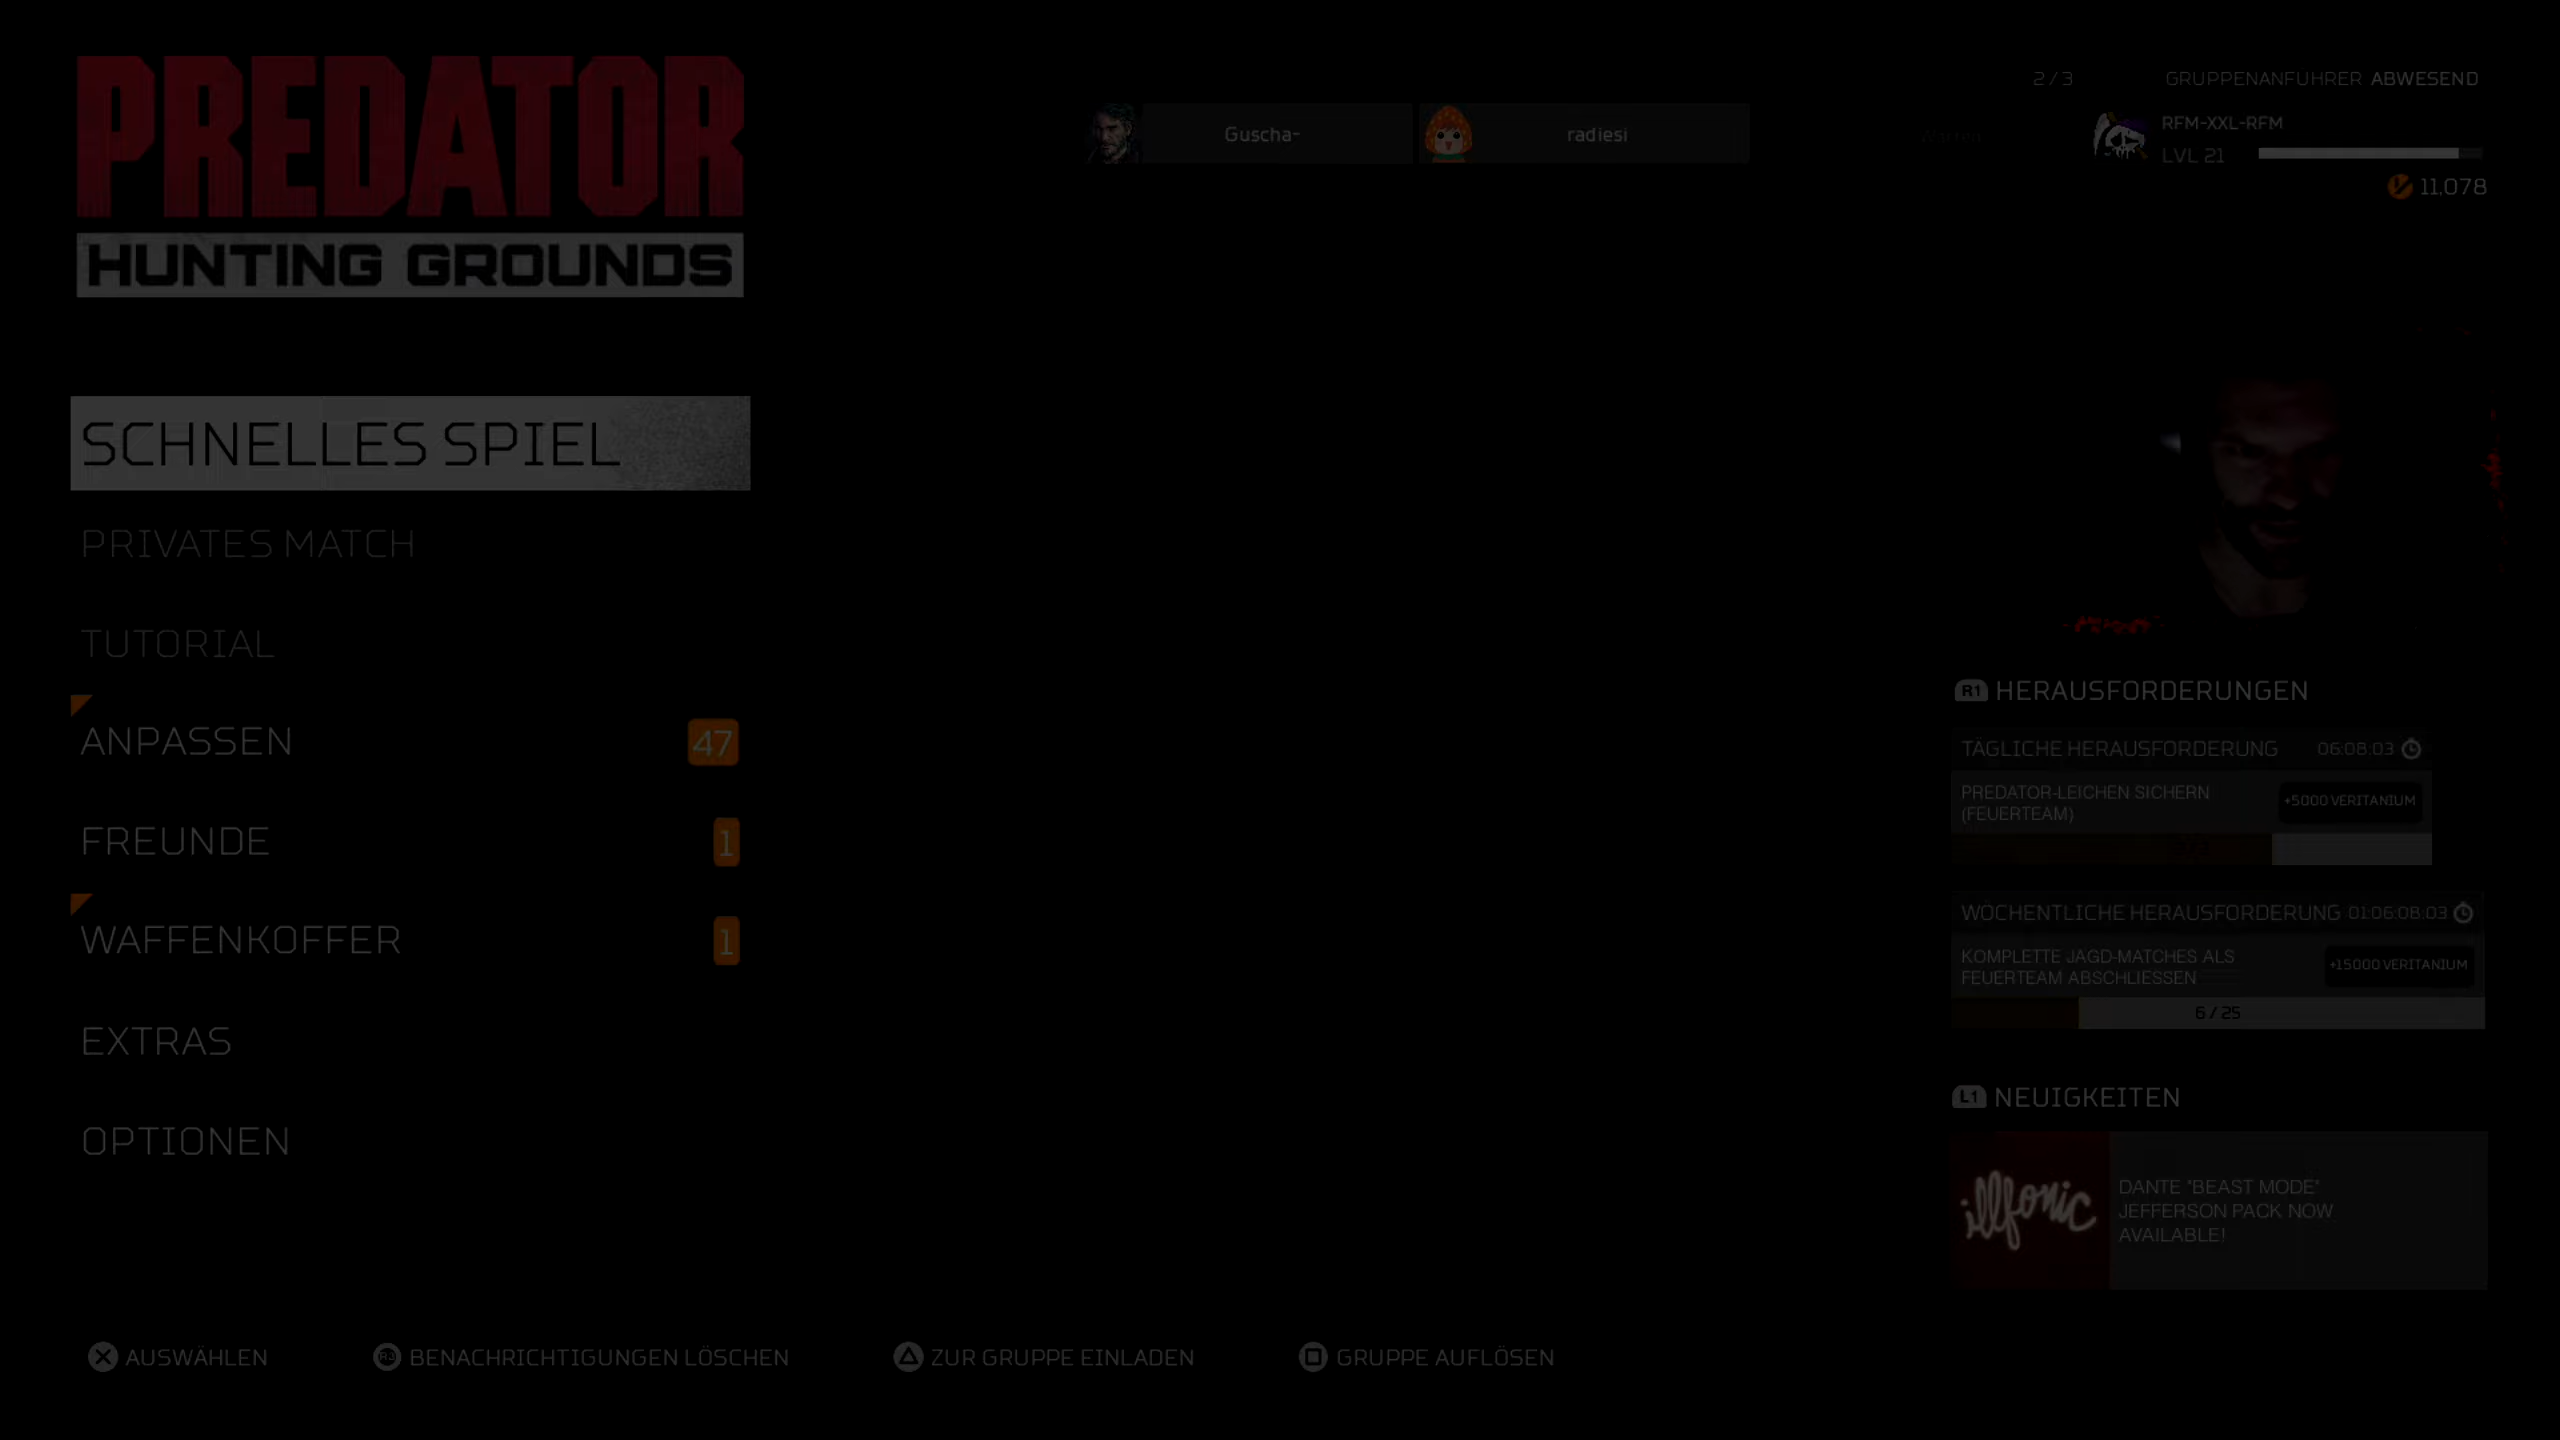 PREDATOR
HUNTING GROUNDS
Guscha-
radiesi
2 / 3
GRUPPENANFÜHRER ABWESEND
RFM-XXL-RFM
LVL 21
11,078
SCHNELLES SPIEL
PRIVATES MATCH
TUTORIAL
ANPASSEN 47
FREUNDE 1
WAFFENKOFFER 1
EXTRAS
OPTIONEN
R1 HERAUSFORDERUNGEN
TÄGLICHE HERAUSFORDERUNG 06:08:03
PREDATOR-LEICHEN SICHERN
(FEUERTEAM)
+5000 VERITANIUM
WÖCHENTLICHE HERAUSFORDERUNG 01:06:08:03
KOMPLETTE JAGD-MATCHES ALS
FEUERTEAM ABSCHLIESSEN
+15000 VERITANIUM
6 / 25
L1 NEUIGKEITEN
illfonic
DANTE "BEAST MODE"
JEFFERSON PACK NOW
AVAILABLE!
AUSWÄHLEN
BENACHRICHTIGUNGEN LÖSCHEN
ZUR GRUPPE EINLADEN
GRUPPE AUFLÖSEN